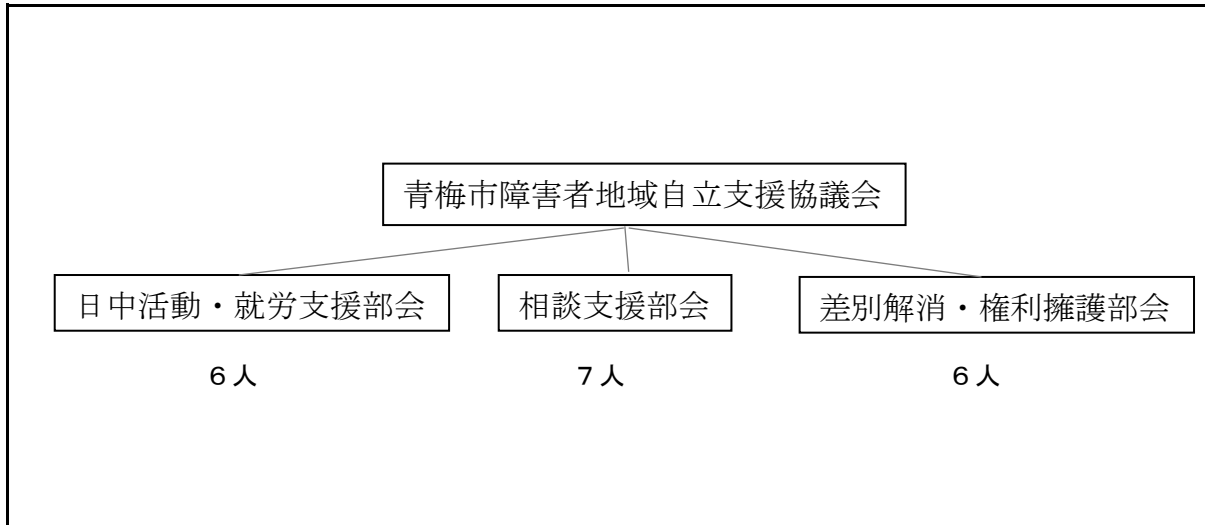 青梅市障害者地域自立支援協議会
日中活動・就労支援部会
相談支援部会
差別解消・権利擁護部会
６人
７人
６人